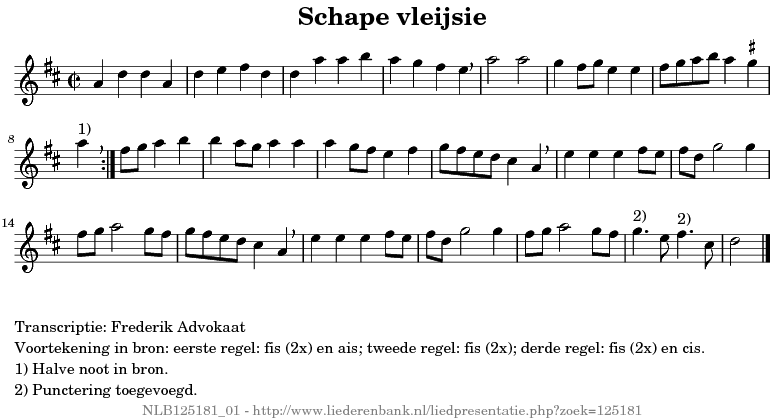 Schape vleijsie
8
1)
14
2)
2)
Transcriptie: Frederik Advokaat
Voortekening in bron: eerste regel: fis (2x) en ais; tweede regel: fis (2x); derde regel: fis (2x) en cis.
1) Halve noot in bron.
2) Punctering toegevoegd.
NLB125181_01 - http://www.liederenbank.nl/liedpresentatie.php?zoek=125181